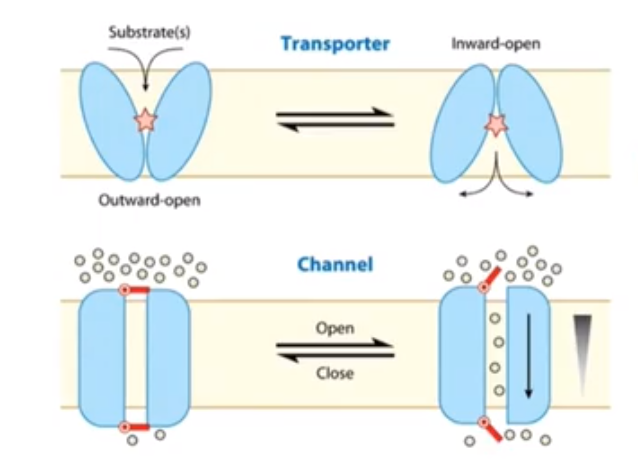 Substrate(s)
Transporter
Inward-open
Outward-open
Channel
Open
Close